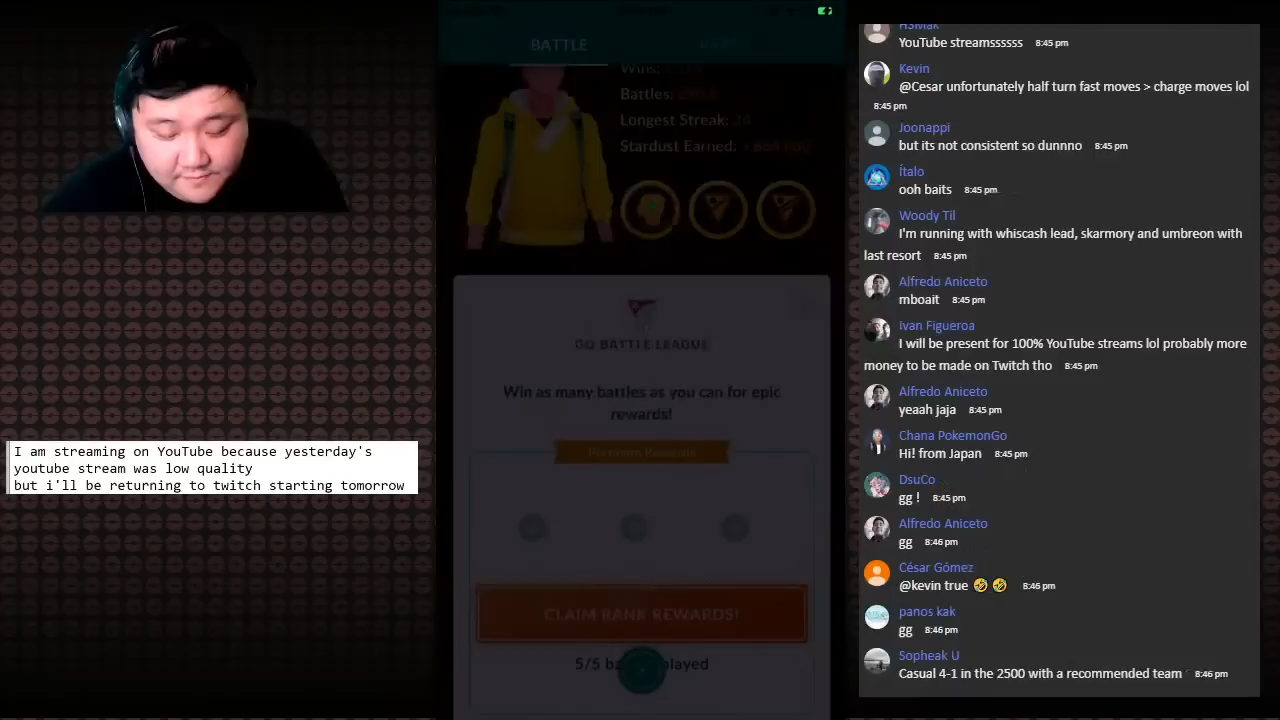 I am streaming on YouTube because yesterday's
youtube stream was low quality
but i'll be returning to twitch starting tomorrow
BATTLE
Wins:
Battles:
Longest Streak: 24
Stardust Earned:
GO BATTLE LEAGUE
Win as many battles as you can for epic
rewards!
CLAIM RANK REWARDS!
5/5 played
YouTube streamsssss 8:45 pm
Kevin
@Cesar unfortunately half turn fast moves > charge moves lol
8:45 pm
Joonappi
but its not consistent so dunnno 8:45 pm
Ítalo
ooh baits 8:45 pm
Woody Til
I'm running with whiscash lead, skarmory and umbreon with
last resort 8:45 pm
Alfredo Aniceto
mboait 8:45 pm
Ivan Figueroa
I will be present for 100% YouTube streams lol probably more
money to be made on Twitch tho 8:45 pm
Alfredo Aniceto
yeaah jaja 8:45 pm
Chana PokemonGo
Hi! from Japan 8:45 pm
DsuCo
gg ! 8:45 pm
Alfredo Aniceto
gg 8:46 pm
César Gómez
@kevin true 🤣 🤣 8:46 pm
panos kak
gg 8:46 pm
Sopheak U
Casual 4-1 in the 2500 with a recommended team 8:46 pm